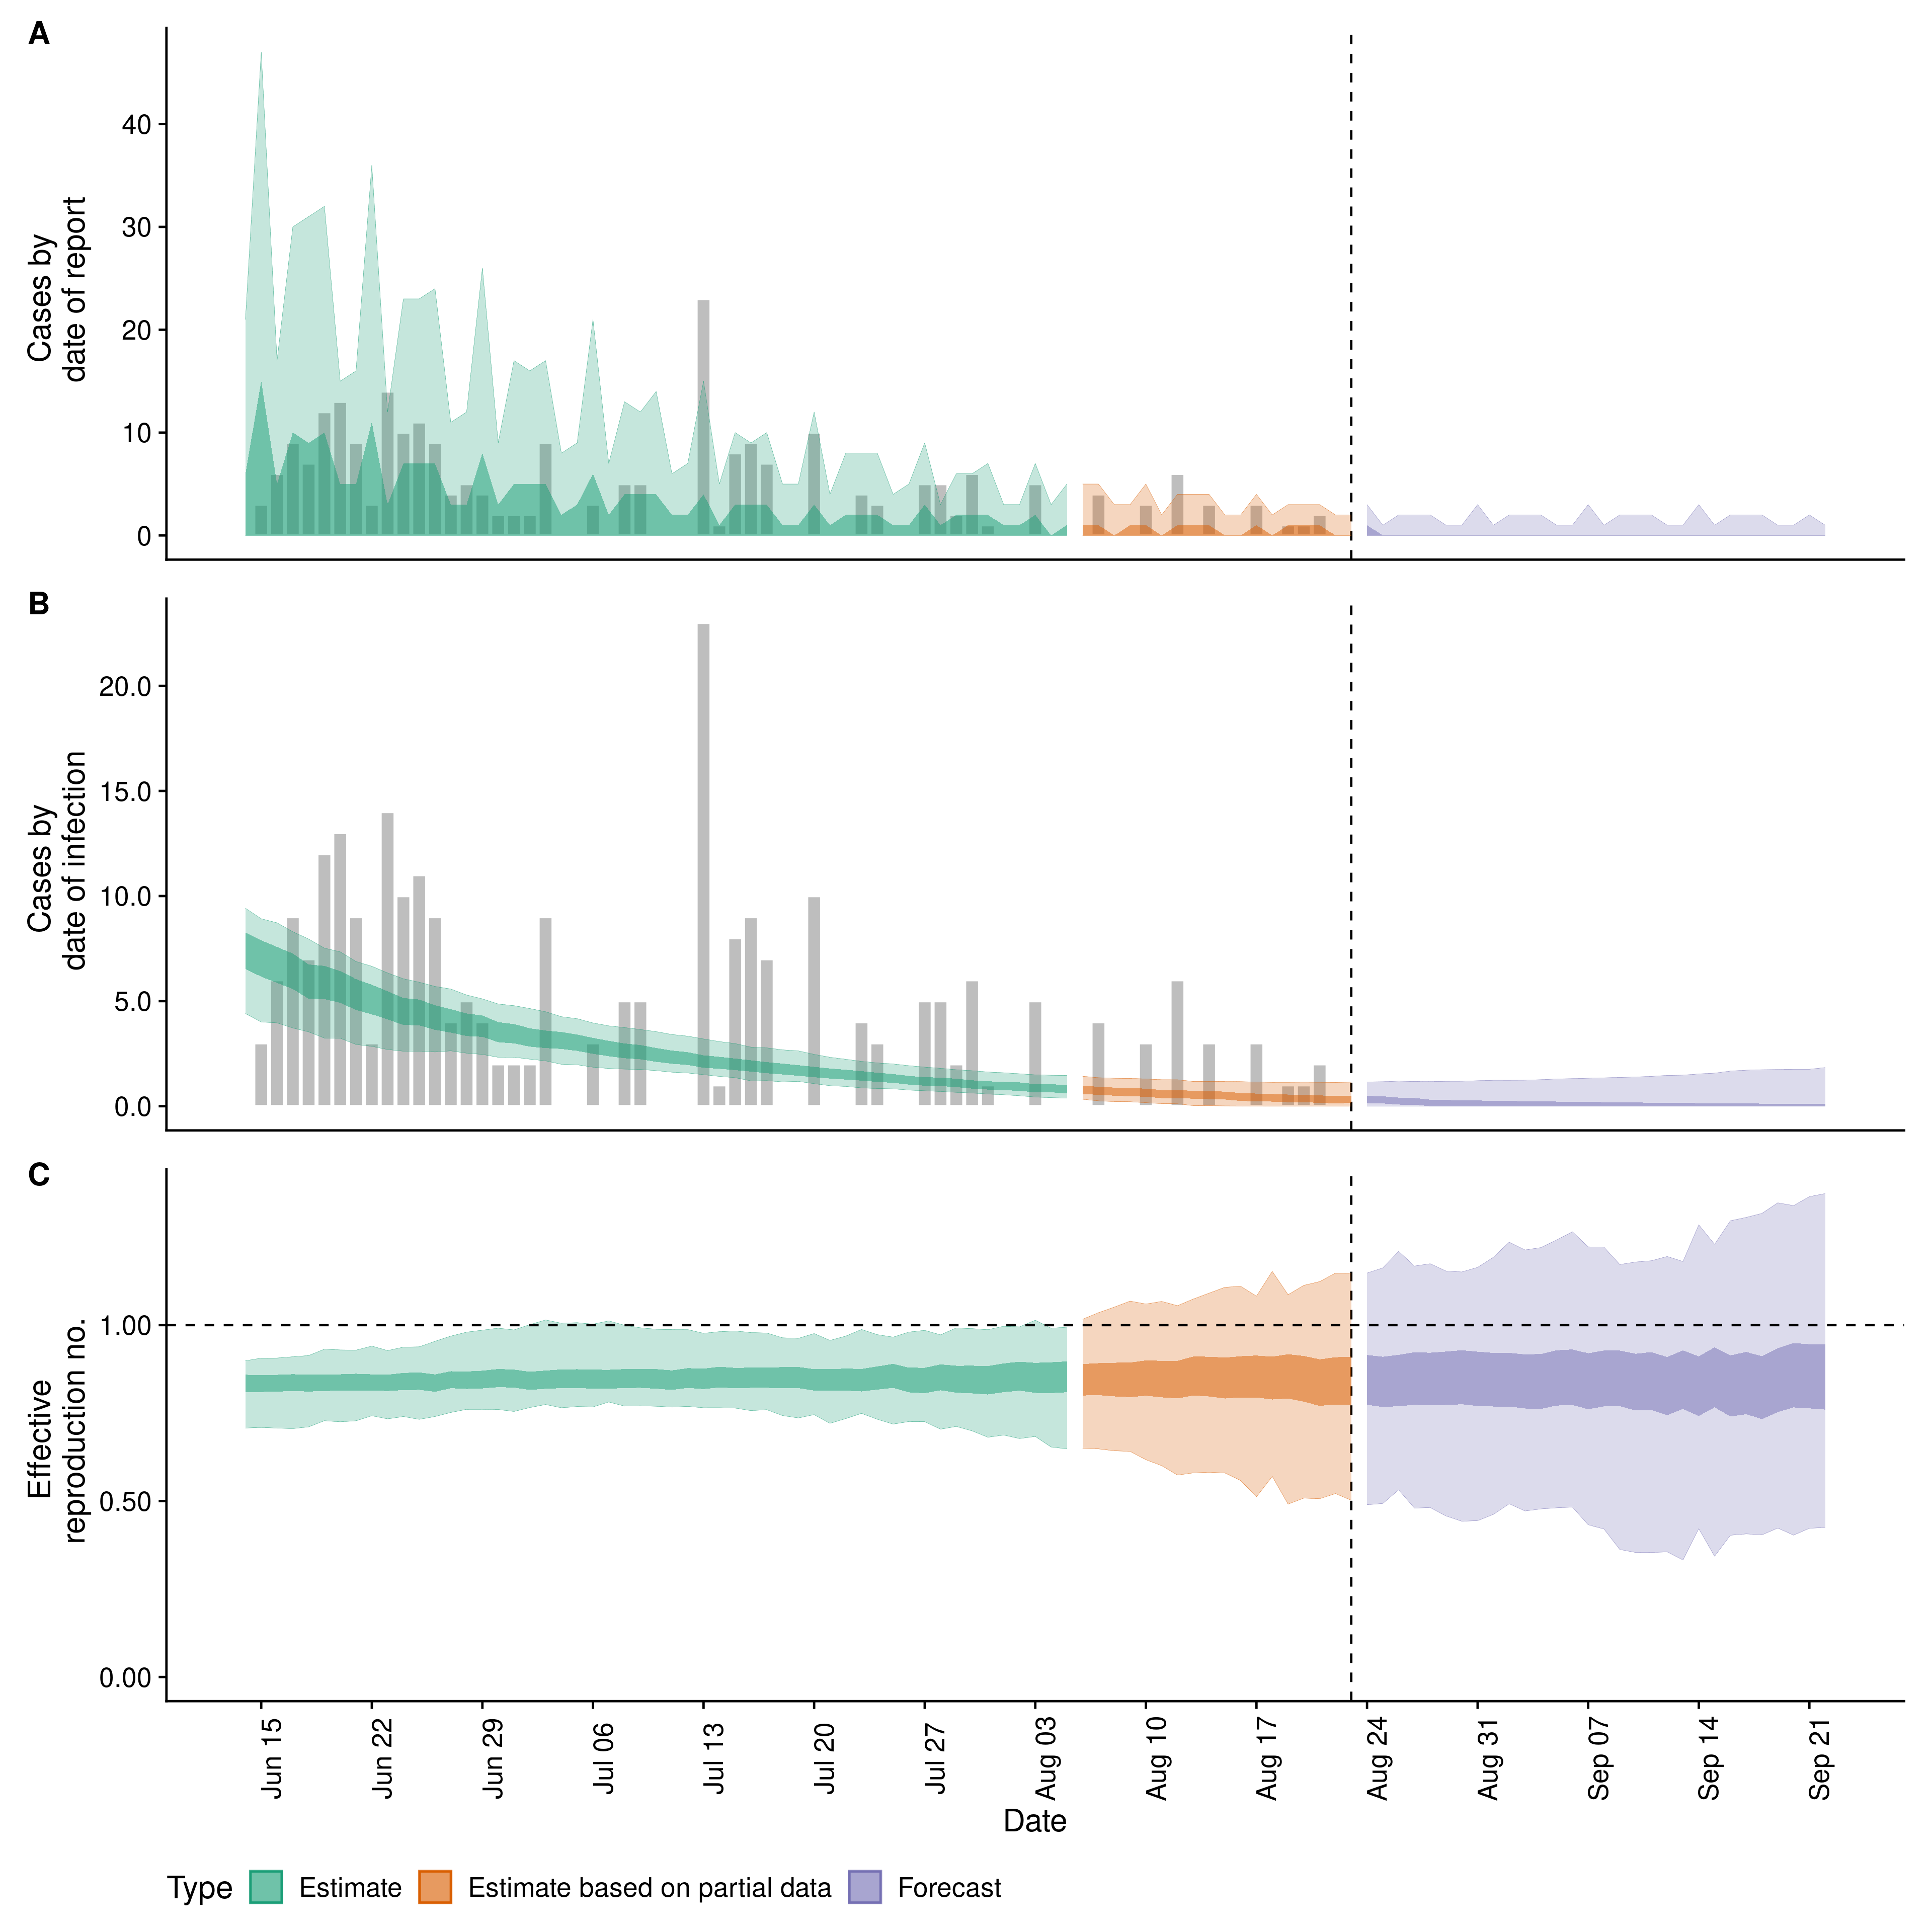 A
Cases by
date of report
40
30
20
10
0
B
Cases by
date of infection
20.0
15.0
10.0
5.0
0.0
C
Effective
reproduction no.
1.00
0.50
0.00
Jun 15
Jun 22
Jun 29
Jul 06
Jul 13
Jul 20
Jul 27
Aug 03
Aug 10
Aug 17
Aug 24
Aug 31
Sep 07
Sep 14
Sep 21
Date
Type Estimate Estimate based on partial data Forecast